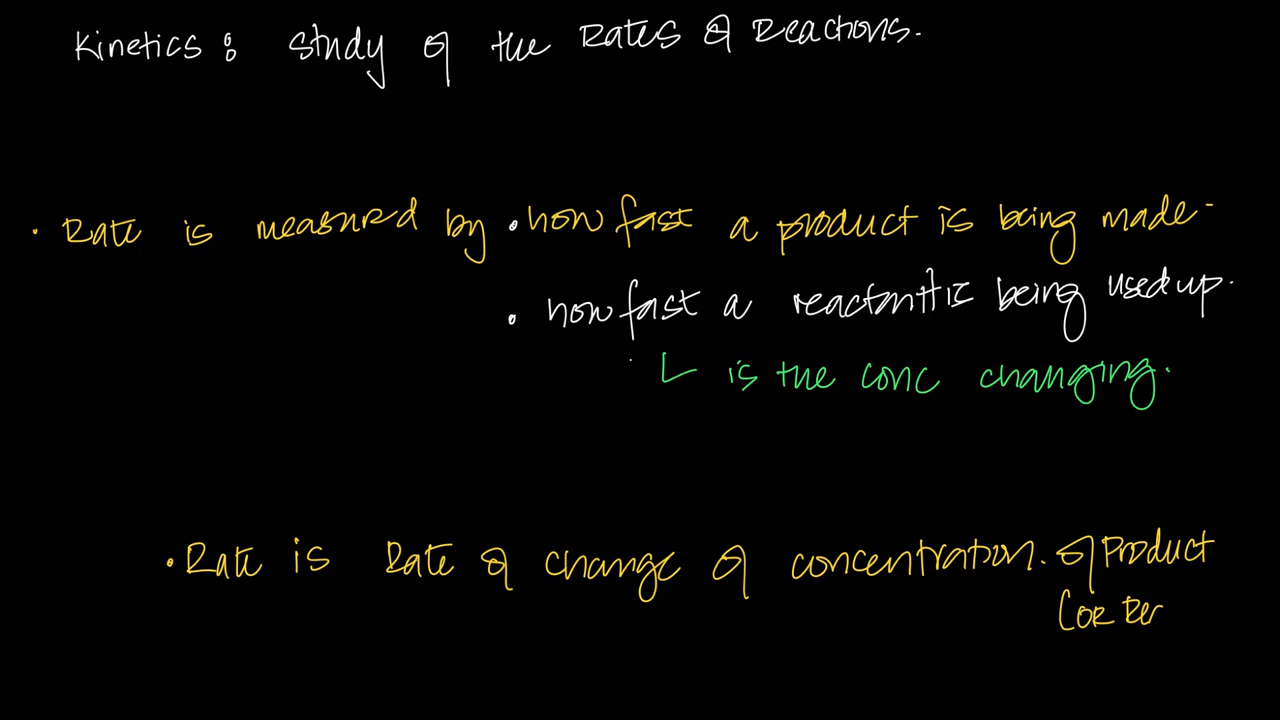 Kinetics: Study of the Rates of Reactions.
• Rate is measured by • how fast a product is being made.
• how fast a reactant is being used up.
is the conc changing.
• Rate is Rate of change of concentration. of Product
(or Rec